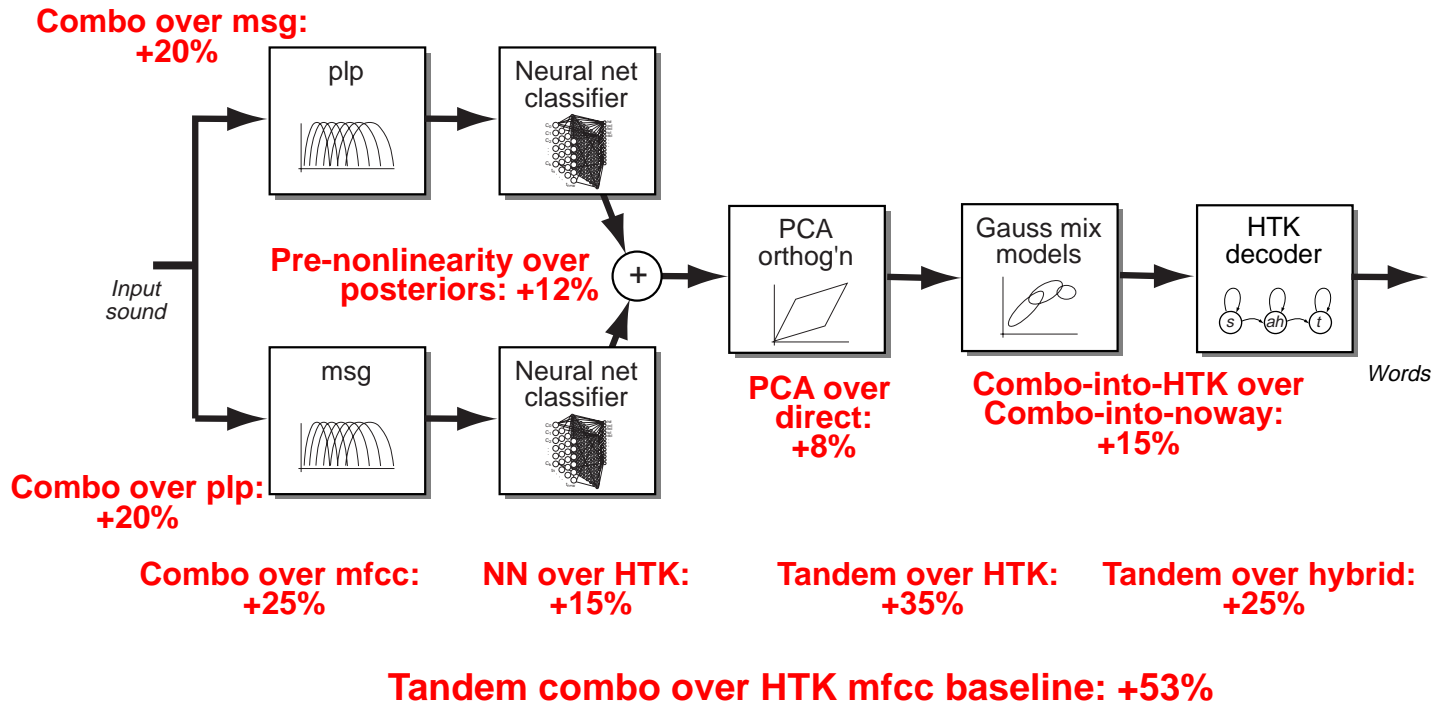 Combo over msg:
+20%
plp
Neural net
classifier
Input
sound
Pre-nonlinearity over
posteriors: +12%
+
PCA
orthog'n
Gauss mix
models
HTK
decoder
s
ah
t
Words
msg
Neural net
classifier
PCA over
direct:
+8%
Combo-into-HTK over
Combo-into-noway:
+15%
Combo over plp:
+20%
Combo over mfcc:
+25%
NN over HTK:
+15%
Tandem over HTK:
+35%
Tandem over hybrid:
+25%
Tandem combo over HTK mfcc baseline: +53%